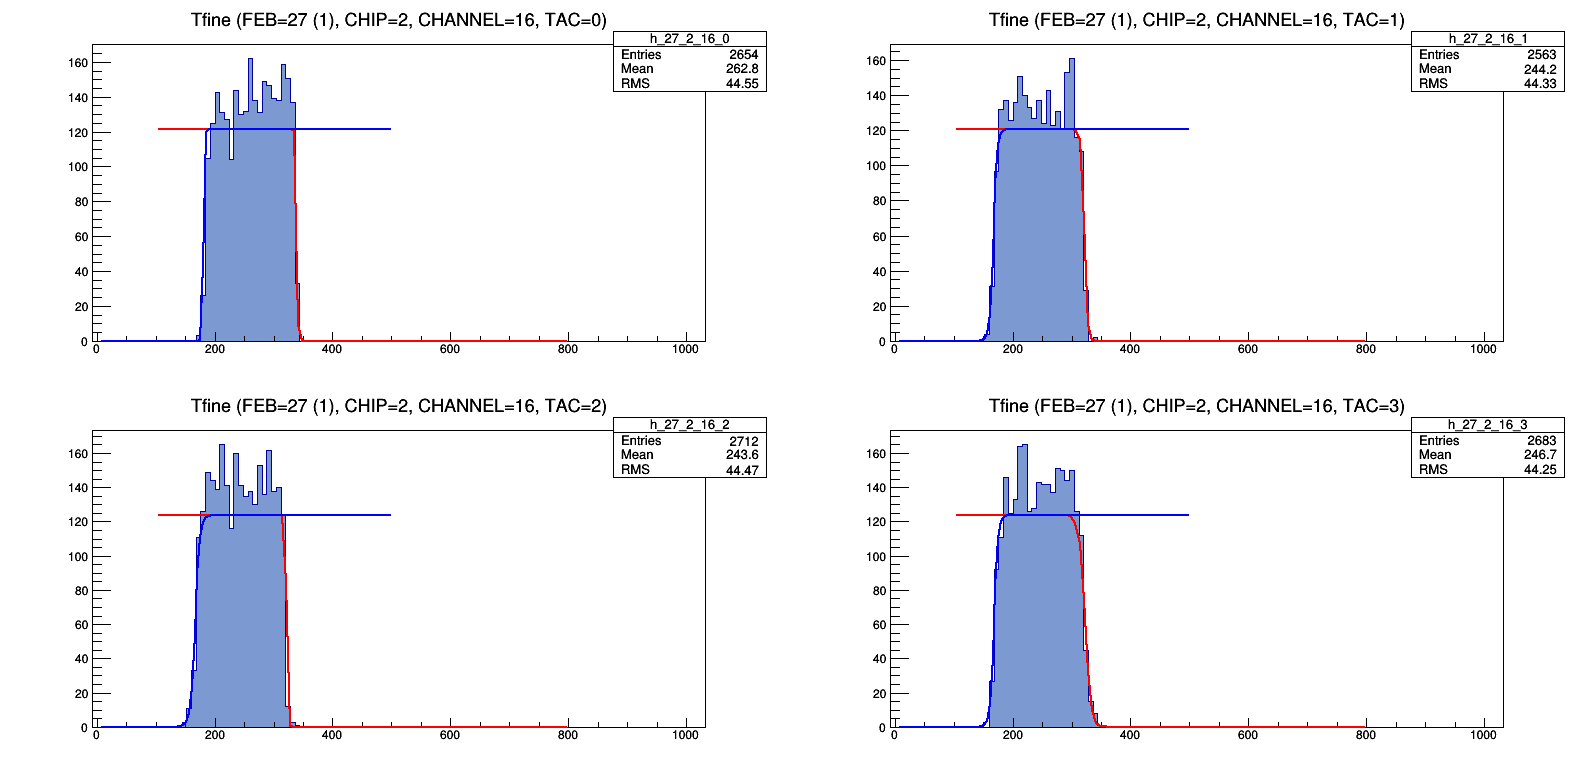 Tfine (FEB=27 (1), CHIP=2, CHANNEL=16, TAC=0)
h_27_2_16_0
Entries 2654
Mean 262.8
RMS 44.55
160
140
120
100
80
60
40
20
0
0 200 400 600 800 1000
Tfine (FEB=27 (1), CHIP=2, CHANNEL=16, TAC=1)
h_27_2_16_1
Entries 2563
Mean 244.2
RMS 44.33
160
140
120
100
80
60
40
20
0
0 200 400 600 800 1000
Tfine (FEB=27 (1), CHIP=2, CHANNEL=16, TAC=2)
h_27_2_16_2
Entries 2712
Mean 243.6
RMS 44.47
160
140
120
100
80
60
40
20
0
0 200 400 600 800 1000
Tfine (FEB=27 (1), CHIP=2, CHANNEL=16, TAC=3)
h_27_2_16_3
Entries 2683
Mean 246.7
RMS 44.25
160
140
120
100
80
60
40
20
0
0 200 400 600 800 1000